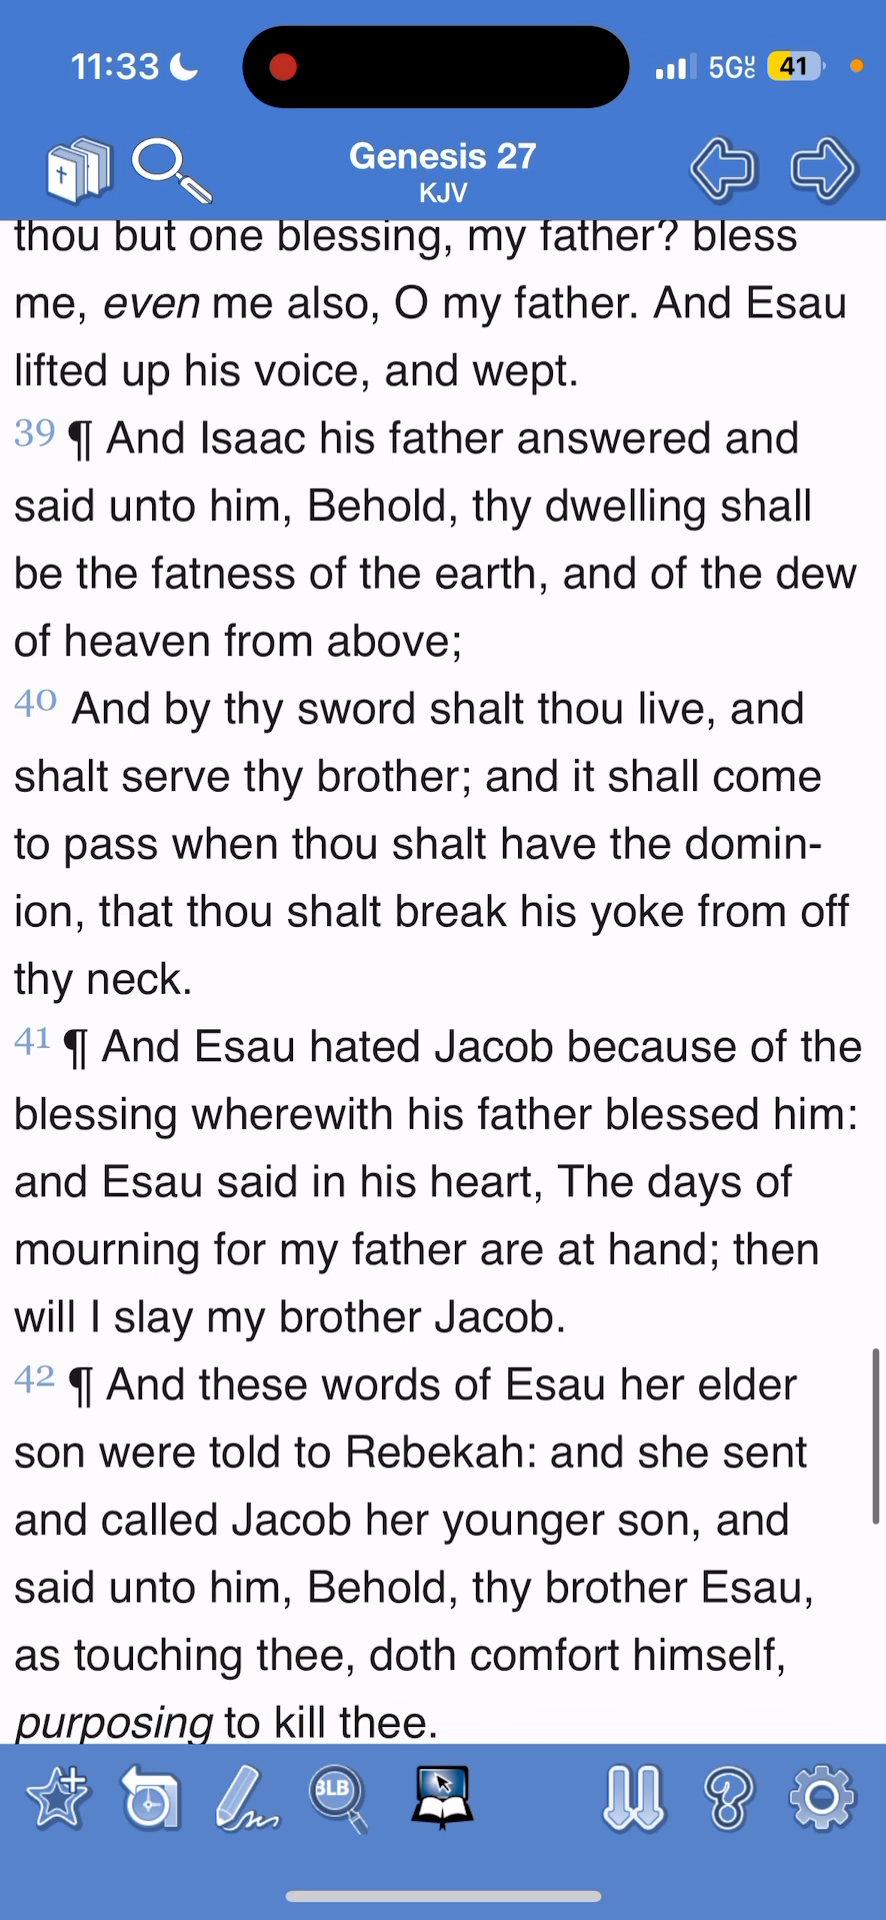 11:33
5G UC
41
Genesis 27
KJV
thou but one blessing, my father? bless
me, even me also, O my father. And Esau
lifted up his voice, and wept.
39 ¶ And Isaac his father answered and
said unto him, Behold, thy dwelling shall
be the fatness of the earth, and of the dew
of heaven from above;
40 And by thy sword shalt thou live, and
shalt serve thy brother; and it shall come
to pass when thou shalt have the domin-
ion, that thou shalt break his yoke from off
thy neck.
41 ¶ And Esau hated Jacob because of the
blessing wherewith his father blessed him:
and Esau said in his heart, The days of
mourning for my father are at hand; then
will I slay my brother Jacob.
42 ¶ And these words of Esau her elder
son were told to Rebekah: and she sent
and called Jacob her younger son, and
said unto him, Behold, thy brother Esau,
as touching thee, doth comfort himself,
purposing to kill thee.
BLB